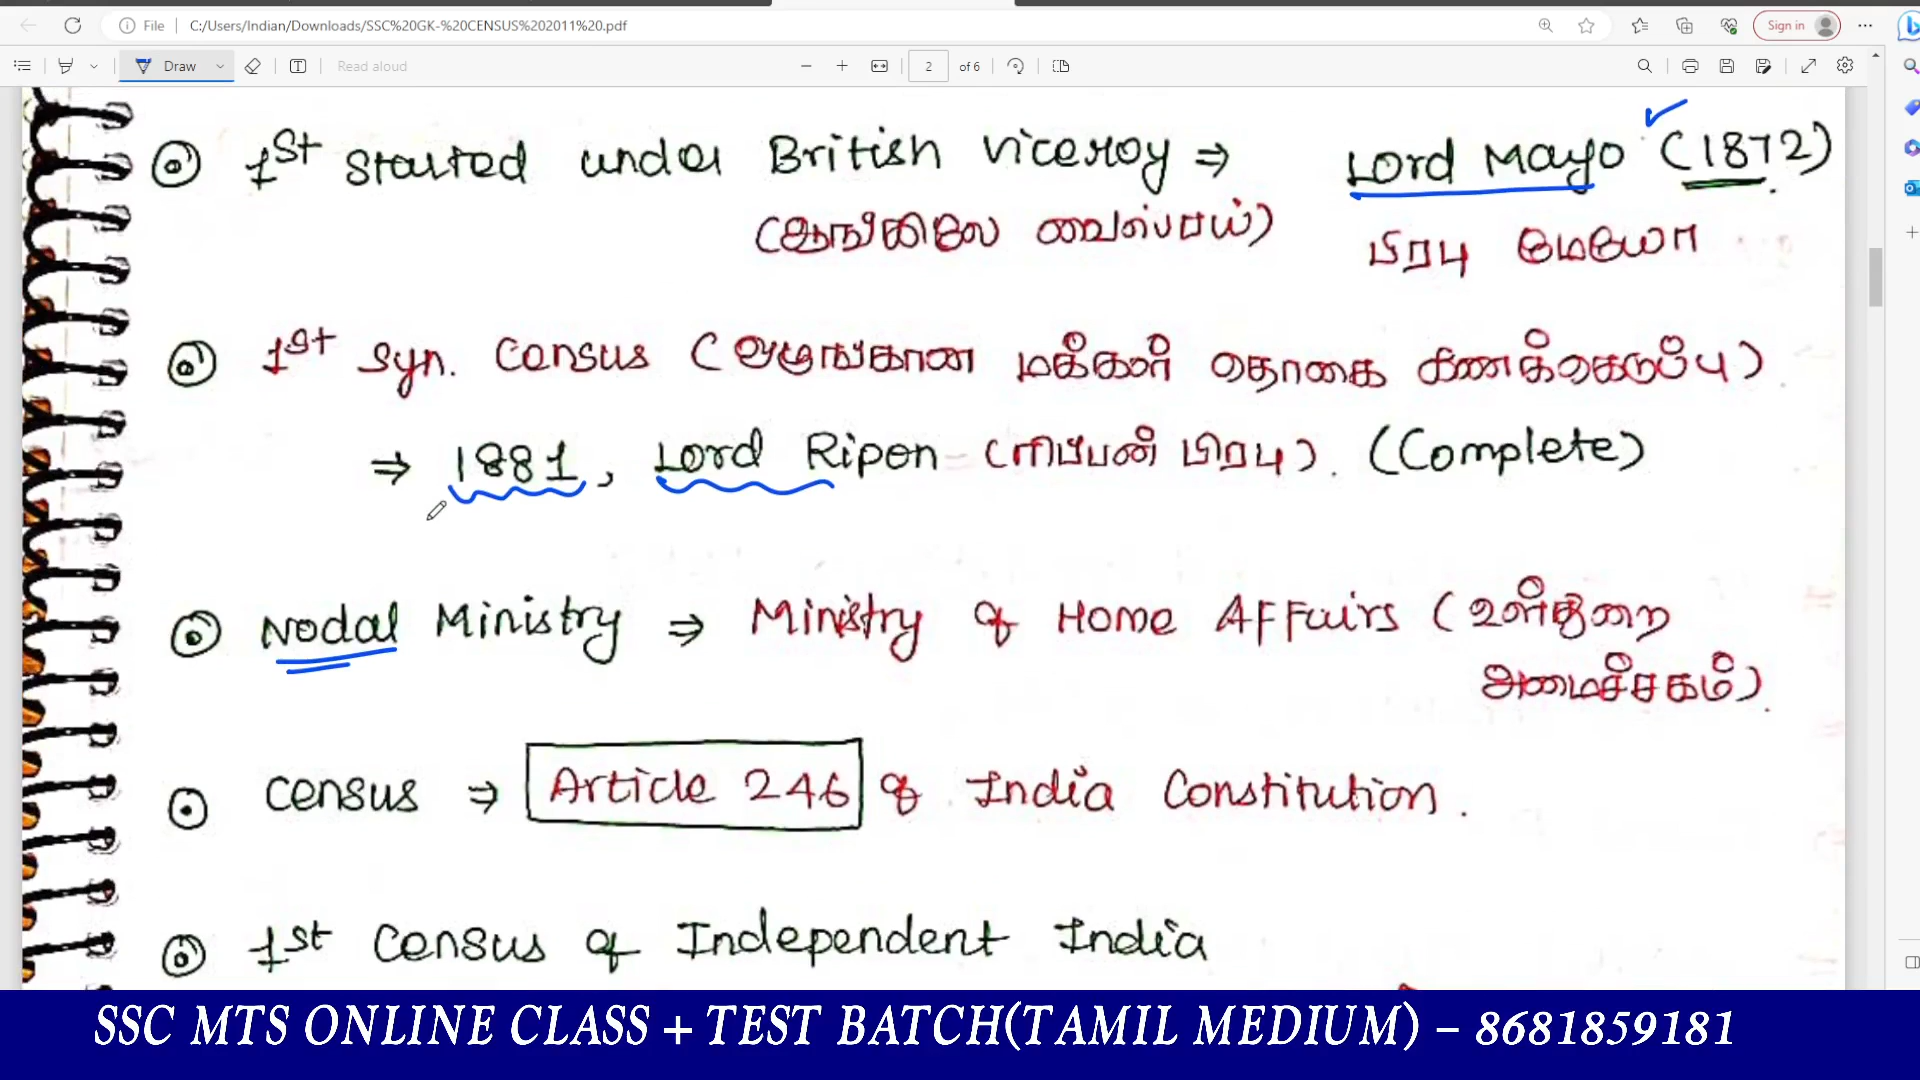 File C:/Users/Indian/Downloads/SSC%20GK-%20CENSUS%202011%20.pdf Sign in
Draw Read aloud 2 of 6
1st Started under British Viceroy ⇒ Lord Mayo (1872)
(ஆங்கிலே வைஸ்ராய்) பிரபு மேயோ
1st Syn. Census (ஒழுங்கான மக்கள் தொகை கணக்கெடுப்பு)
⇒ 1881, Lord Ripon (ரிப்பன் பிரபு). (Complete)
Nodal Ministry ⇒ Ministry of Home Affairs (உள்துறை
அமைச்சகம்).
Census ⇒ Article 246 of India Constitution.
1st Census of Independent India
SSC MTS ONLINE CLASS + TEST BATCH(TAMIL MEDIUM) – 8681859181